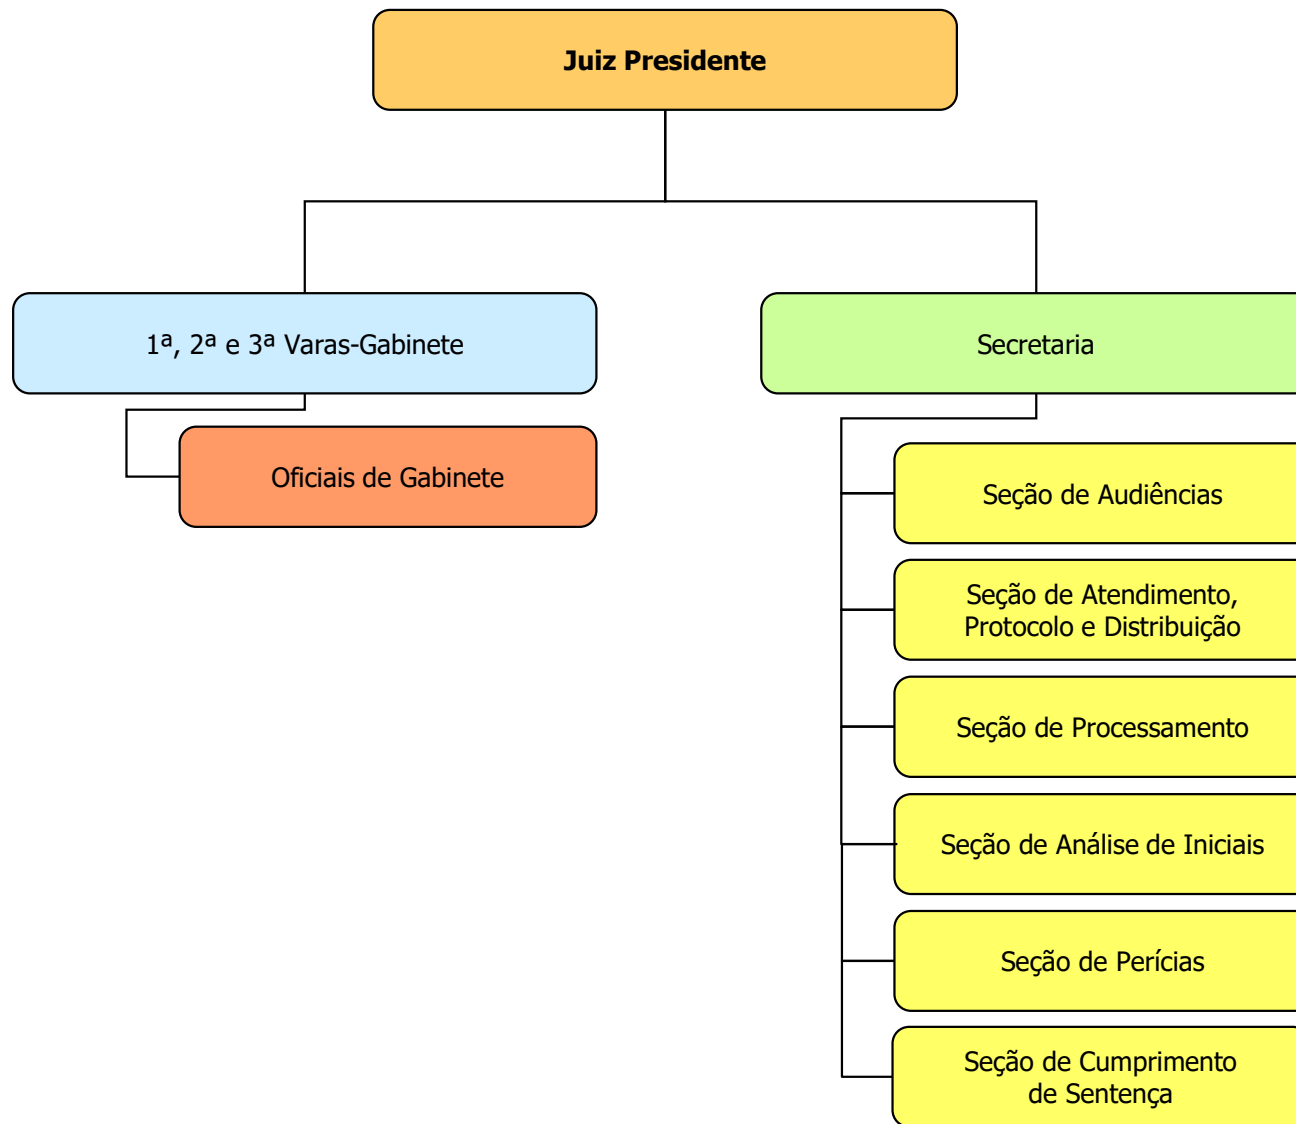 Juiz Presidente
1ª, 2ª e 3ª Varas-Gabinete
Secretaria
Oficiais de Gabinete
Seção de Audiências
Seção de Atendimento,
Protocolo e Distribuição
Seção de Processamento
Seção de Análise de Iniciais
Seção de Perícias
Seção de Cumprimento
de Sentença